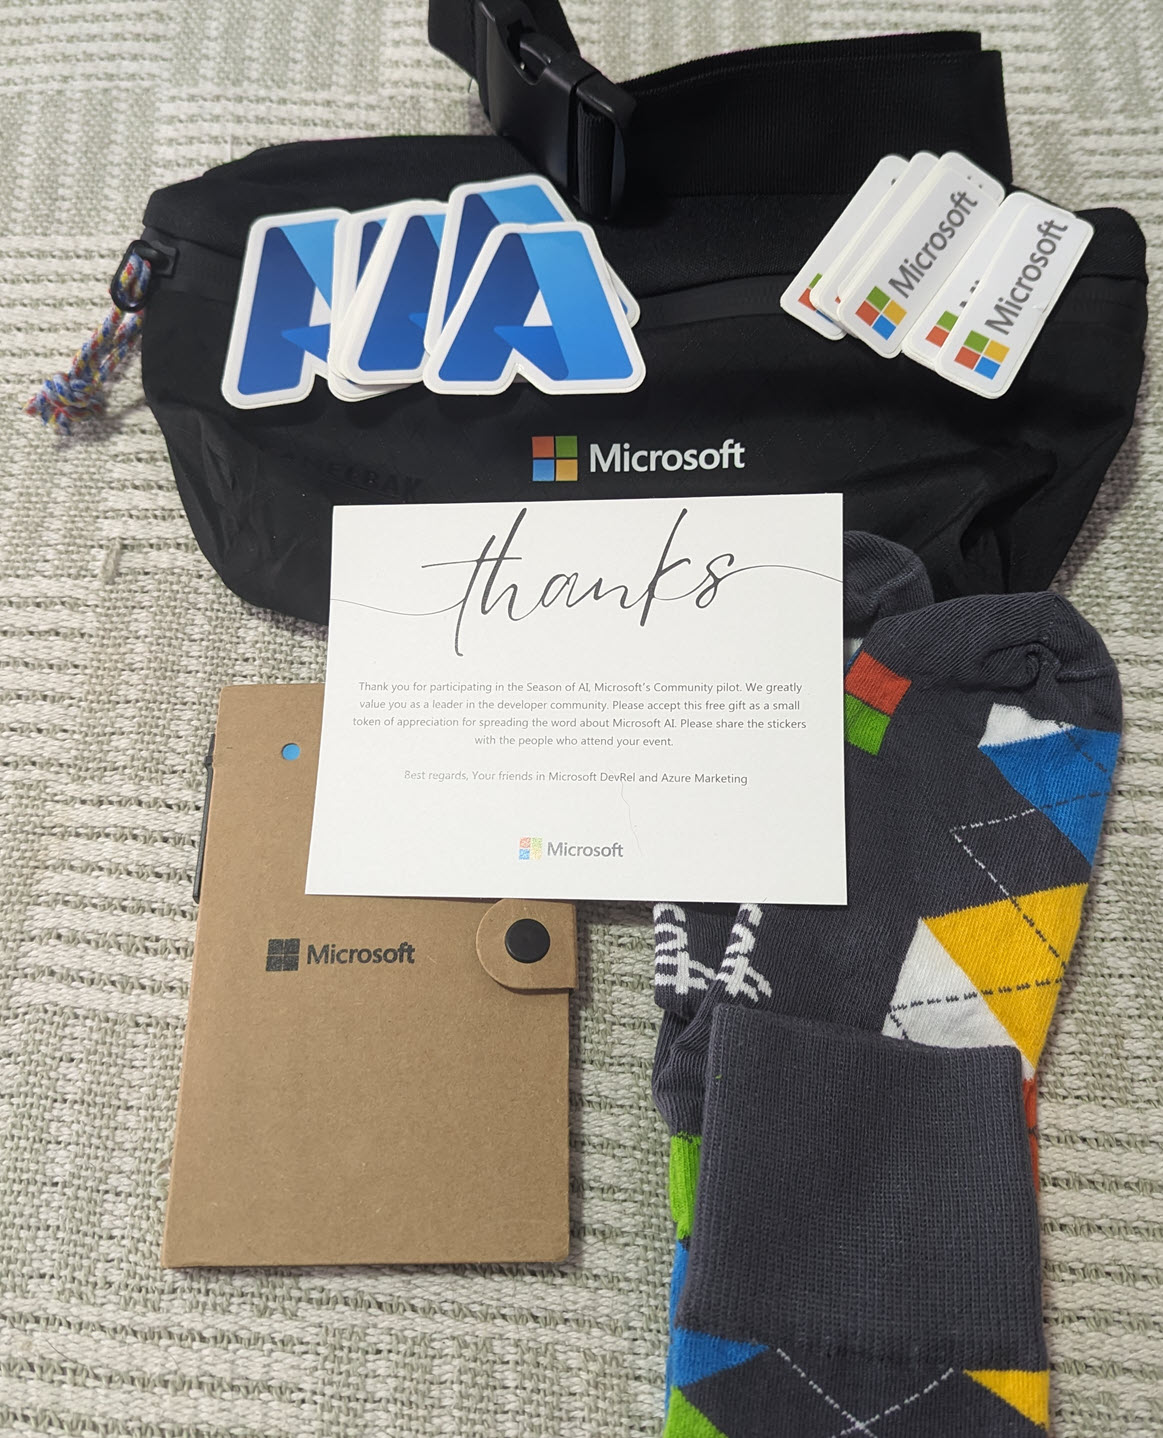 Microsoft
Microsoft
Microsoft
thanks
Thank you for participating in the Season of AI, Microsoft's Community pilot. We greatly
value you as a leader in the developer community. Please accept this free gift as a small
token of appreciation for spreading the word about Microsoft AI. Please share the stickers
with the people who attend your event.
Best regards, Your friends in Microsoft DevRel and Azure Marketing
Microsoft
Microsoft